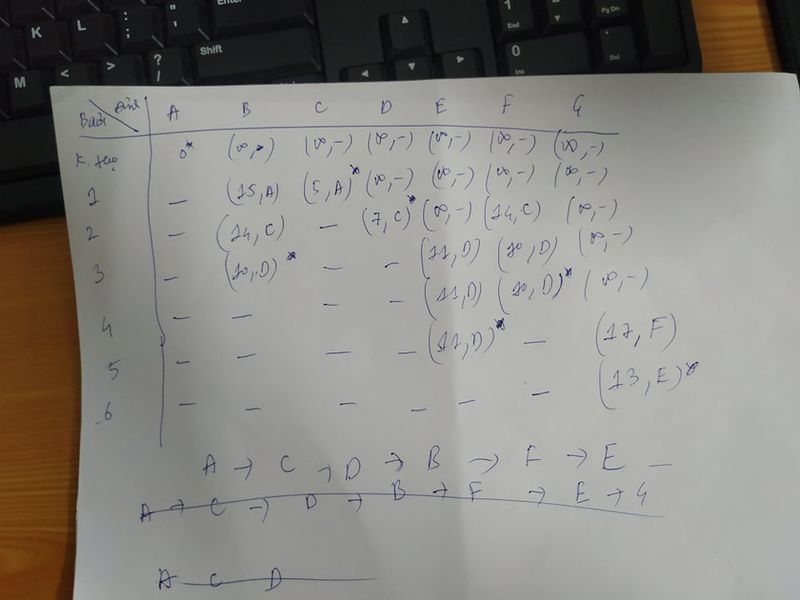 K L : ; " ' Enter
M < , > . ? / Shift
1 End Pg Dn
0 Ins . Del
Bước Đỉnh A B C D E F G
K. tạo 0* (∞,-) (∞,-) (∞,-) (∞,-) (∞,-) (∞,-)
1 - (15,A) (5,A)* (∞,-) (∞,-) (∞,-) (∞,-)
2 - (14,C) - (7,C)* (∞,-) (14,C) (∞,-)
3 - (10,D)* - - (11,D) (10,D) (∞,-)
4 - - - - (11,D) (10,D)* (∞,-)
5 - - - - (11,D)* - (17,F)
6 - - - - - - (13,E)*
A → C → D → B → F → E -
A → C → D → B → F → E → G
A C D